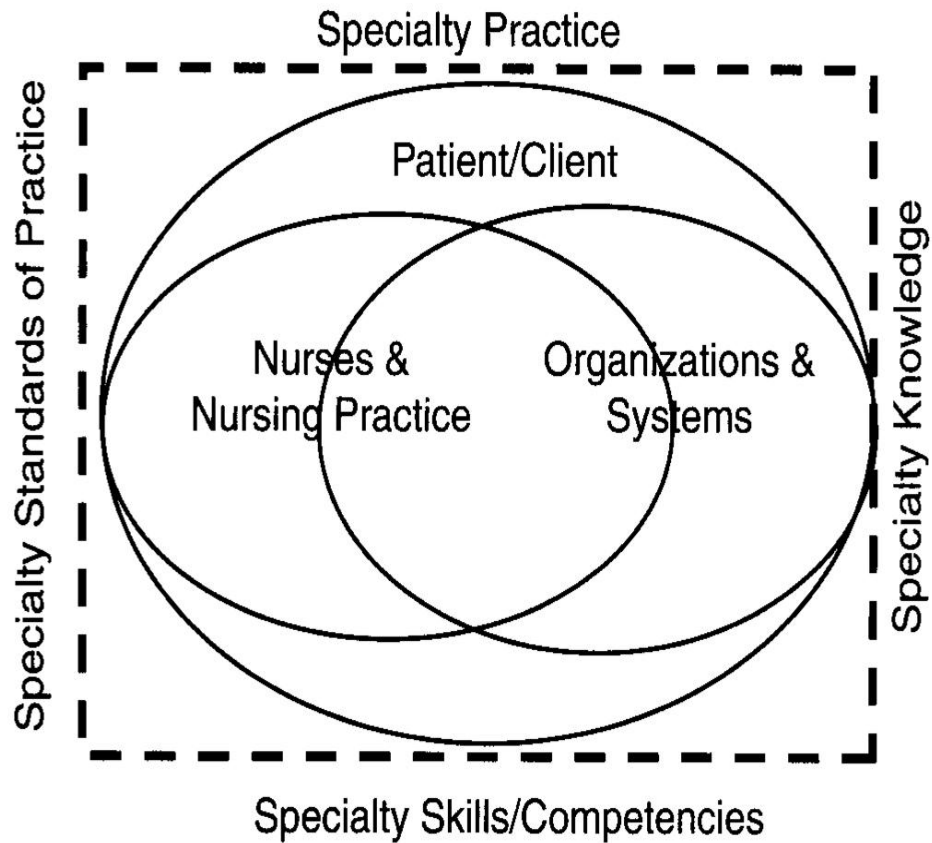 Specialty Practice
Specialty Standards of Practice
Patient/Client
Specialty Knowledge
Nurses &
Nursing Practice
Organizations &
Systems
Specialty Skills/Competencies